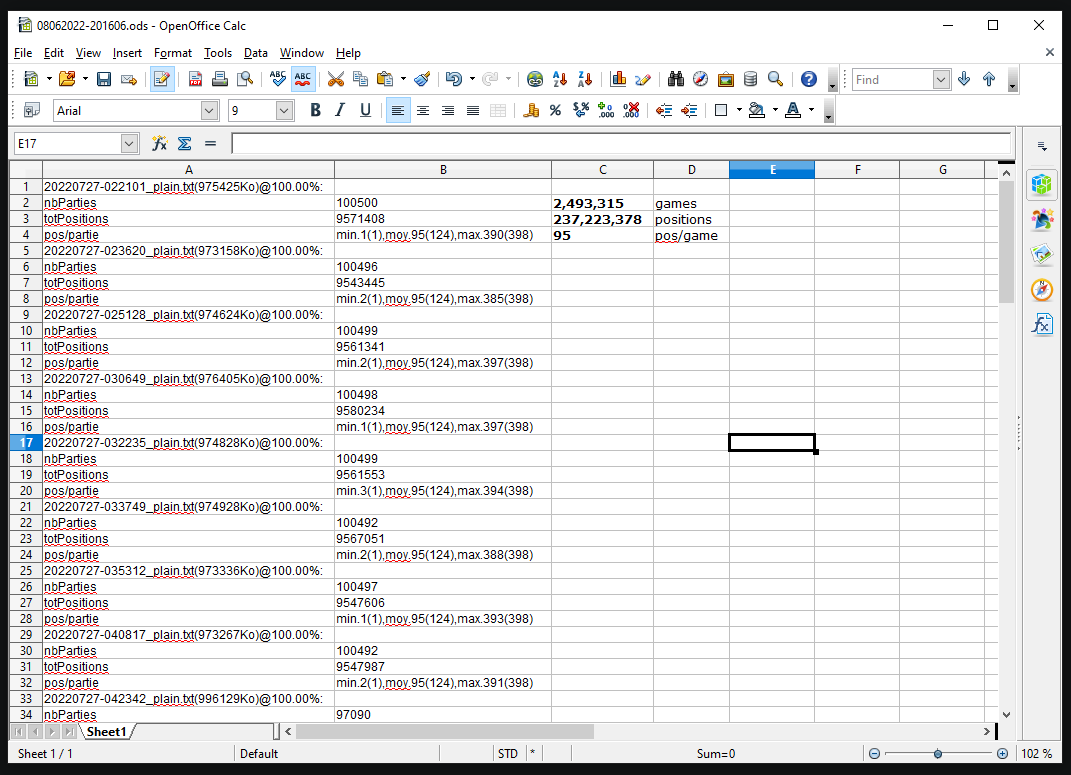 08062022-201606.ods - OpenOffice Calc
File Edit View Insert Format Tools Data Window Help
Find
Arial 9
E17
A B C D E F G
1 20220727-022101_plain.txt(975425Ko)@100.00%:
2 nbParties 100500 2,493,315 games
3 totPositions 9571408 237,223,378 positions
4 pos/partie min.1(1),moy.95(124),max.390(398) 95 pos/game
5 20220727-023620_plain.txt(973158Ko)@100.00%:
6 nbParties 100496
7 totPositions 9543445
8 pos/partie min.2(1),moy.95(124),max.385(398)
9 20220727-025128_plain.txt(974624Ko)@100.00%:
10 nbParties 100499
11 totPositions 9561341
12 pos/partie min.2(1),moy.95(124),max.397(398)
13 20220727-030649_plain.txt(976405Ko)@100.00%:
14 nbParties 100498
15 totPositions 9580234
16 pos/partie min.1(1),moy.95(124),max.397(398)
17 20220727-032235_plain.txt(974828Ko)@100.00%:
18 nbParties 100499
19 totPositions 9561553
20 pos/partie min.3(1),moy.95(124),max.394(398)
21 20220727-033749_plain.txt(974928Ko)@100.00%:
22 nbParties 100492
23 totPositions 9567051
24 pos/partie min.2(1),moy.95(124),max.388(398)
25 20220727-035312_plain.txt(973336Ko)@100.00%:
26 nbParties 100497
27 totPositions 9547606
28 pos/partie min.1(1),moy.95(124),max.393(398)
29 20220727-040817_plain.txt(973267Ko)@100.00%:
30 nbParties 100492
31 totPositions 9547987
32 pos/partie min.2(1),moy.95(124),max.391(398)
33 20220727-042342_plain.txt(996129Ko)@100.00%:
34 nbParties 97090
Sheet1
Sheet 1 / 1 Default STD * Sum=0 102 %